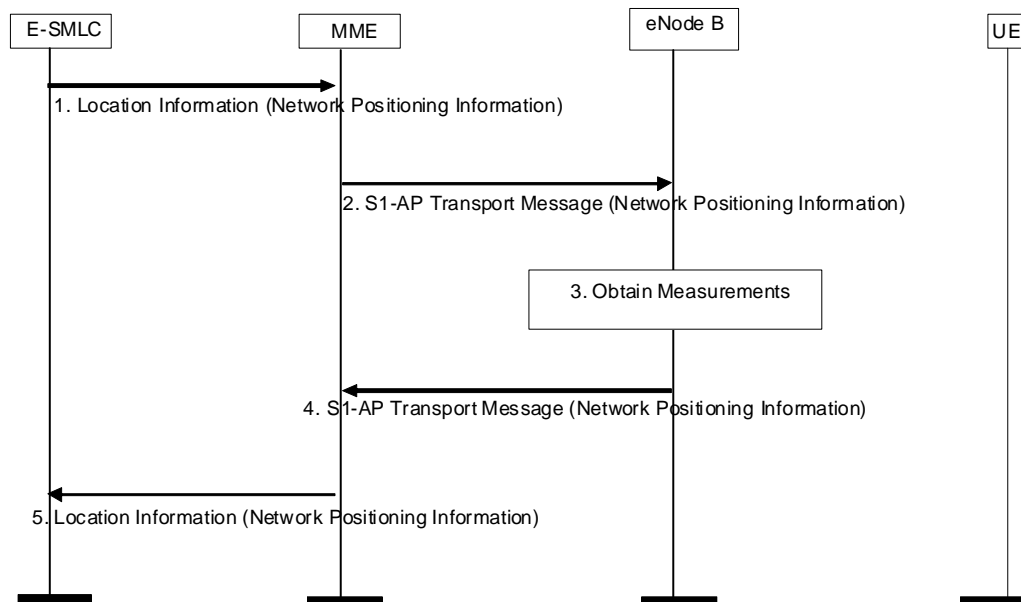 E-SMLC
MME
eNode B
UE
1. Location Information (Network Positioning Information)
2. S1-AP Transport Message (Network Positioning Information)
3. Obtain Measurements
4. S1-AP Transport Message (Network Positioning Information)
5. Location Information (Network Positioning Information)